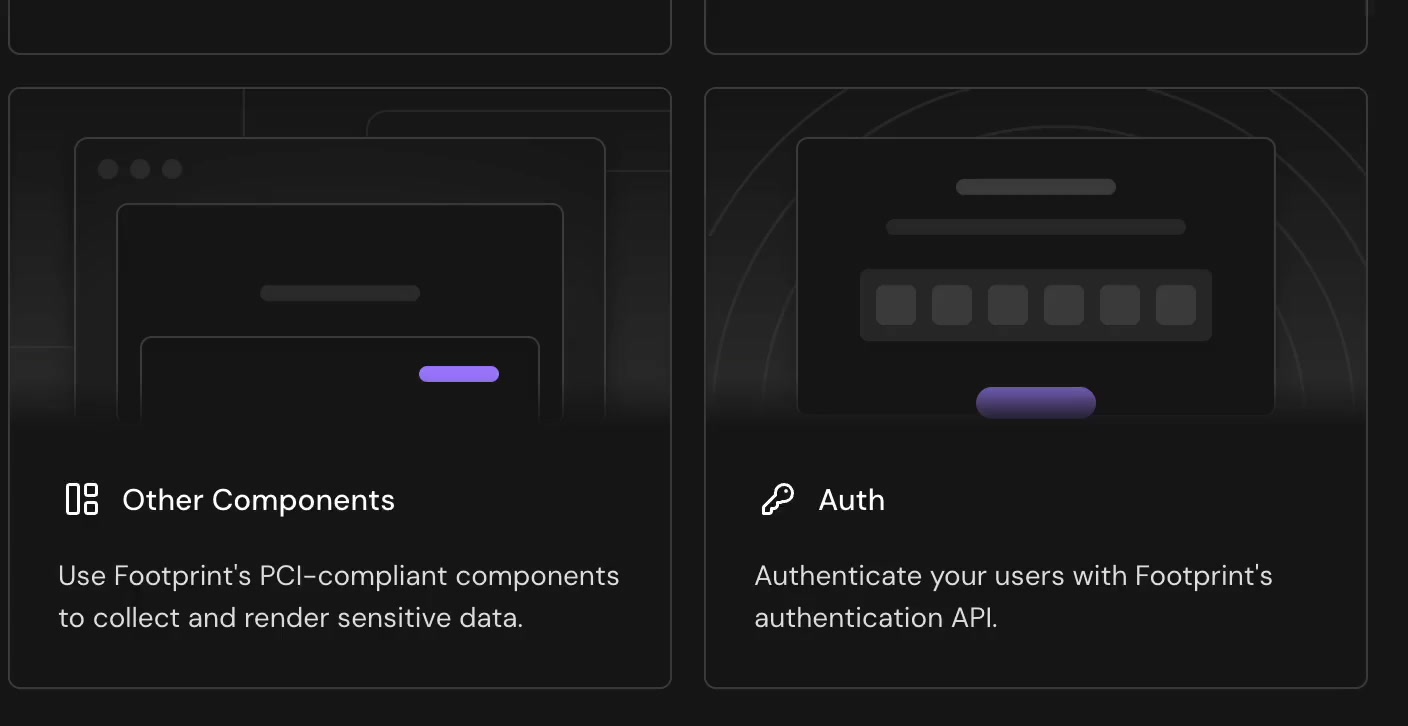 Other Components
Use Footprint's PCI-compliant components
to collect and render sensitive data.
Auth
Authenticate your users with Footprint's
authentication API.